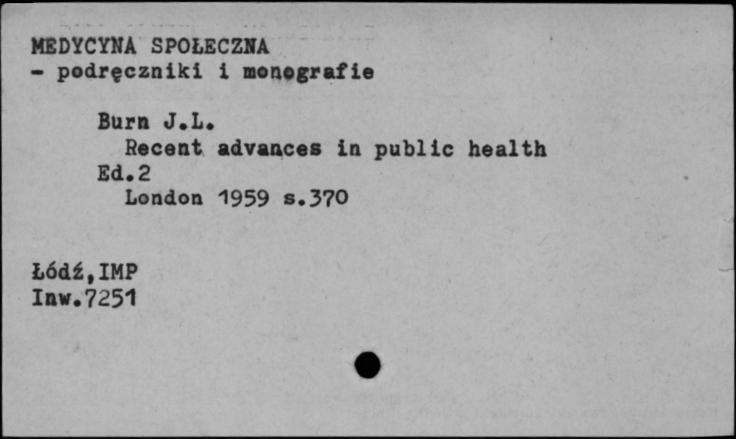 MEDYCYNA SPOŁECZNA
- podręczniki i monografie
Burn J.L.
Recent advances in public health
Ed.2
London 1959 s.370
Łódź,IMP
Inw.7251